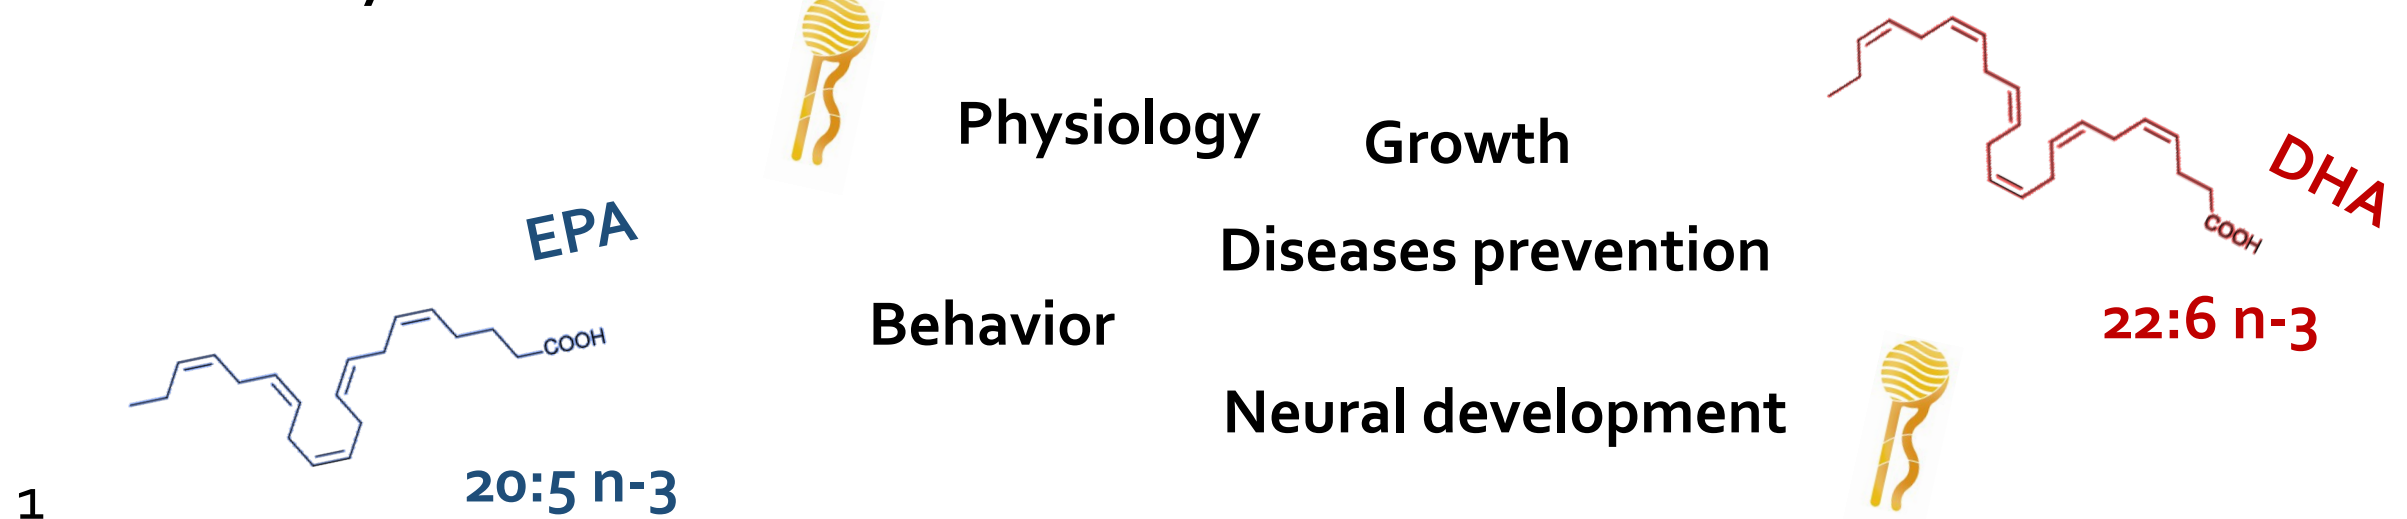 Physiology
Growth
DHA
EPA
Diseases prevention
COOH
Behavior
22:6 n-3
COOH
Neural development
20:5 n-3
1